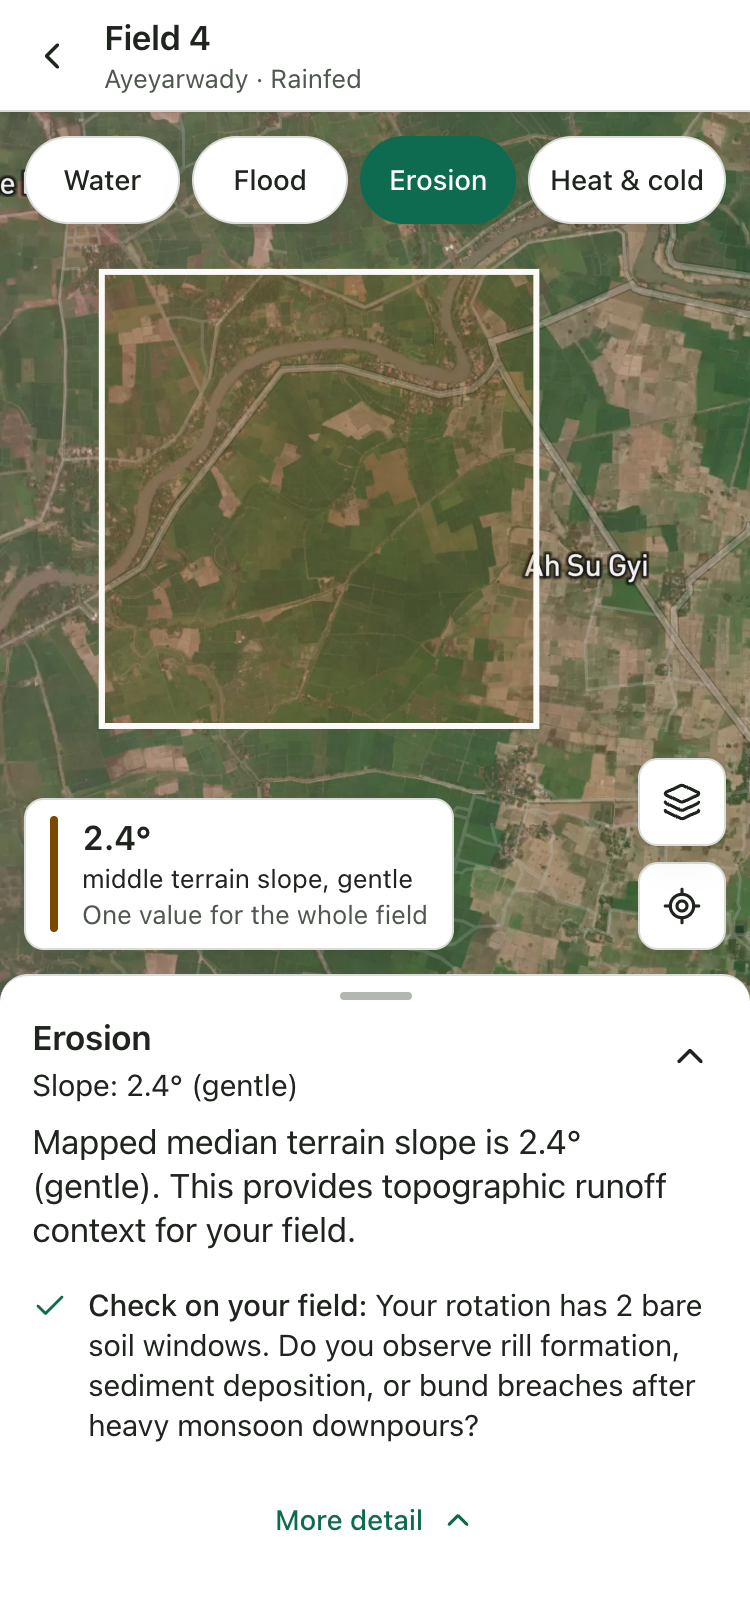 Field 4
Ayeyarwady · Rainfed
Water
Flood
Erosion
Heat & cold
Ah Su Gyi
2.4°
middle terrain slope, gentle
One value for the whole field
Erosion
Slope: 2.4° (gentle)
Mapped median terrain slope is 2.4°
(gentle). This provides topographic runoff
context for your field.
Check on your field: Your rotation has 2 bare
soil windows. Do you observe rill formation,
sediment deposition, or bund breaches after
heavy monsoon downpours?
More detail